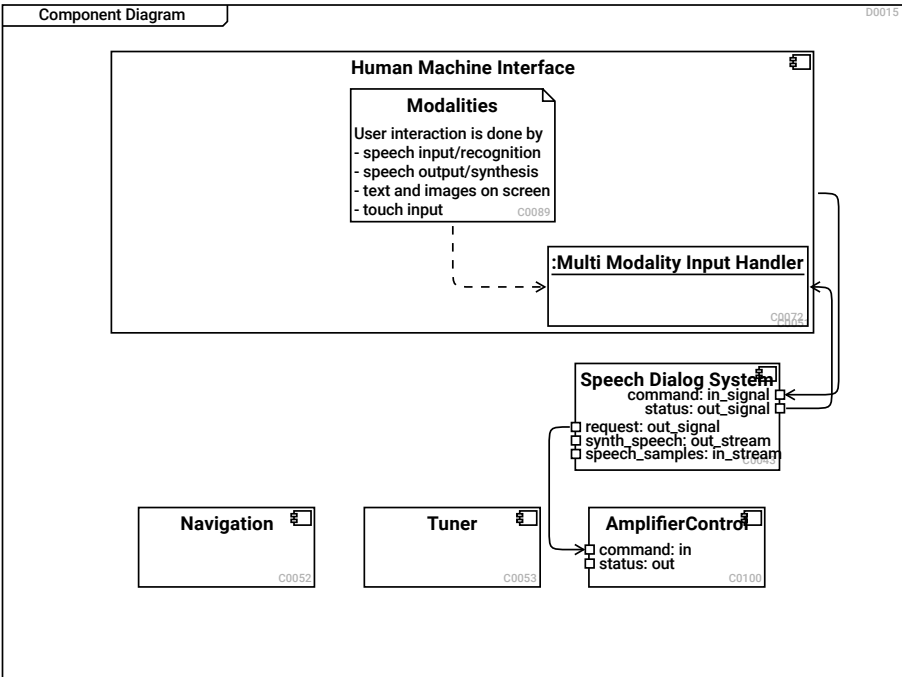 Component Diagram
D0015
Human Machine Interface
Modalities
User interaction is done by
- speech input/recognition
- speech output/synthesis
- text and images on screen
- touch input
C0089
:Multi Modality Input Handler
C0072
Speech Dialog System
command: in_signal
status: out_signal
request: out_signal
synth_speech: out_stream
speech_samples: in_stream
C0043
Navigation
C0052
Tuner
C0053
AmplifierControl
command: in
status: out
C0100